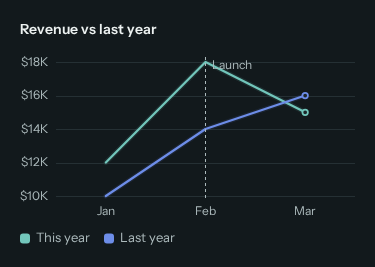 Revenue vs last year
$18K
Launch
$16K
$14K
$12K
$10K
Jan Feb Mar
This year Last year